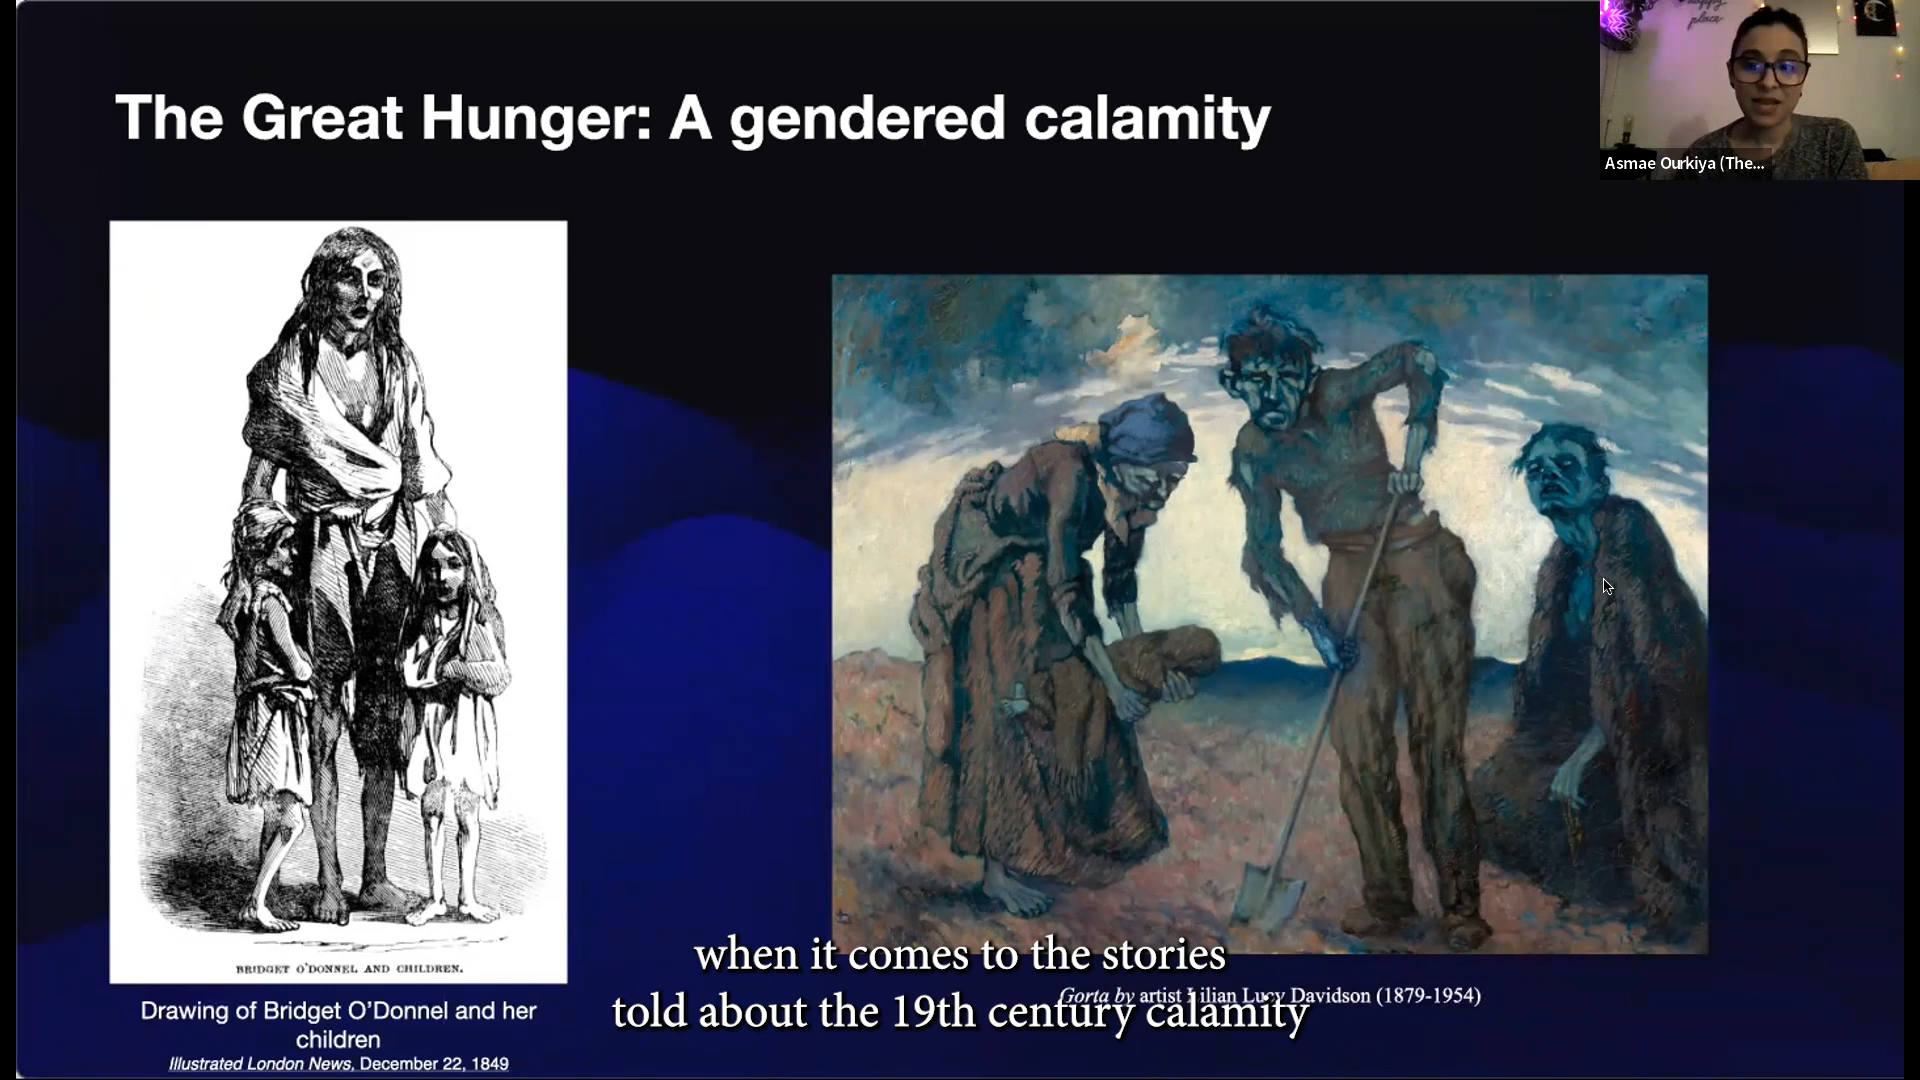 happy
place
Asmae Ourkiya (The...
The Great Hunger: A gendered calamity
BRIDGET O'DONNEL AND CHILDREN.
Drawing of Bridget O'Donnel and her
children
Illustrated London News, December 22, 1849
Gorta by artist Lilian Lucy Davidson (1879-1954)
when it comes to the stories
told about the 19th century calamity